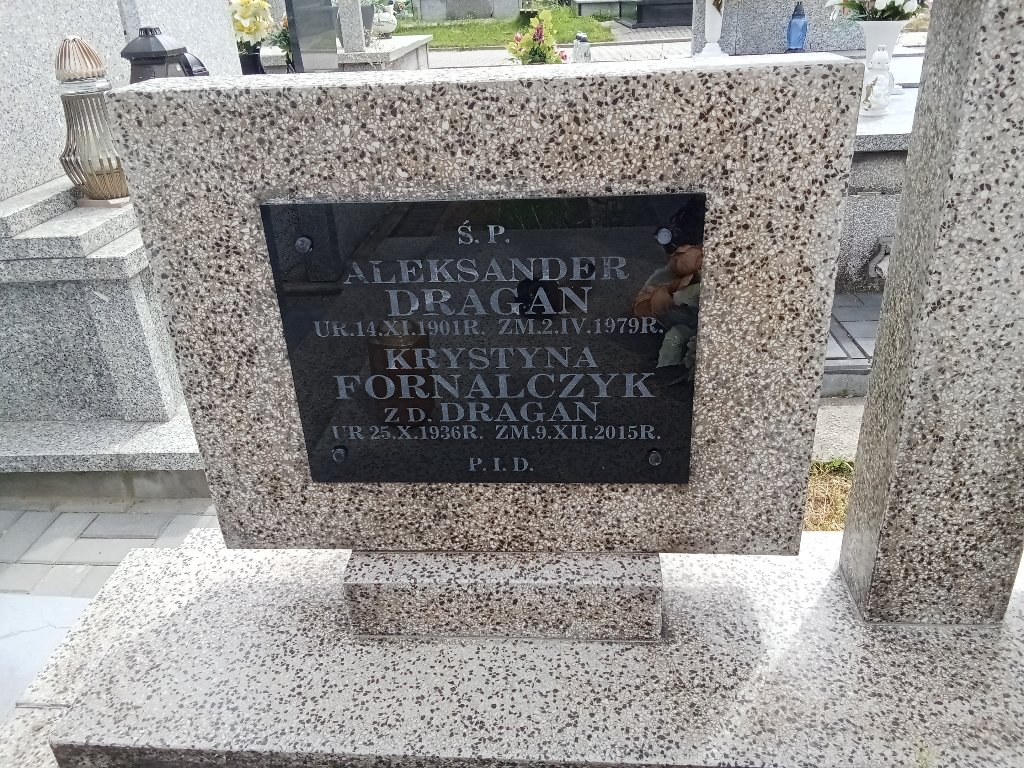 Ś. P.
ALEKSANDER
DRAGAN
UR.14.XI.1901R. ZM.2.IV.1979R.
KRYSTYNA
FORNALCZYK
Z D. DRAGAN
UR 25.X.1936R. ZM.9.XII.2015R.
P. I. D.